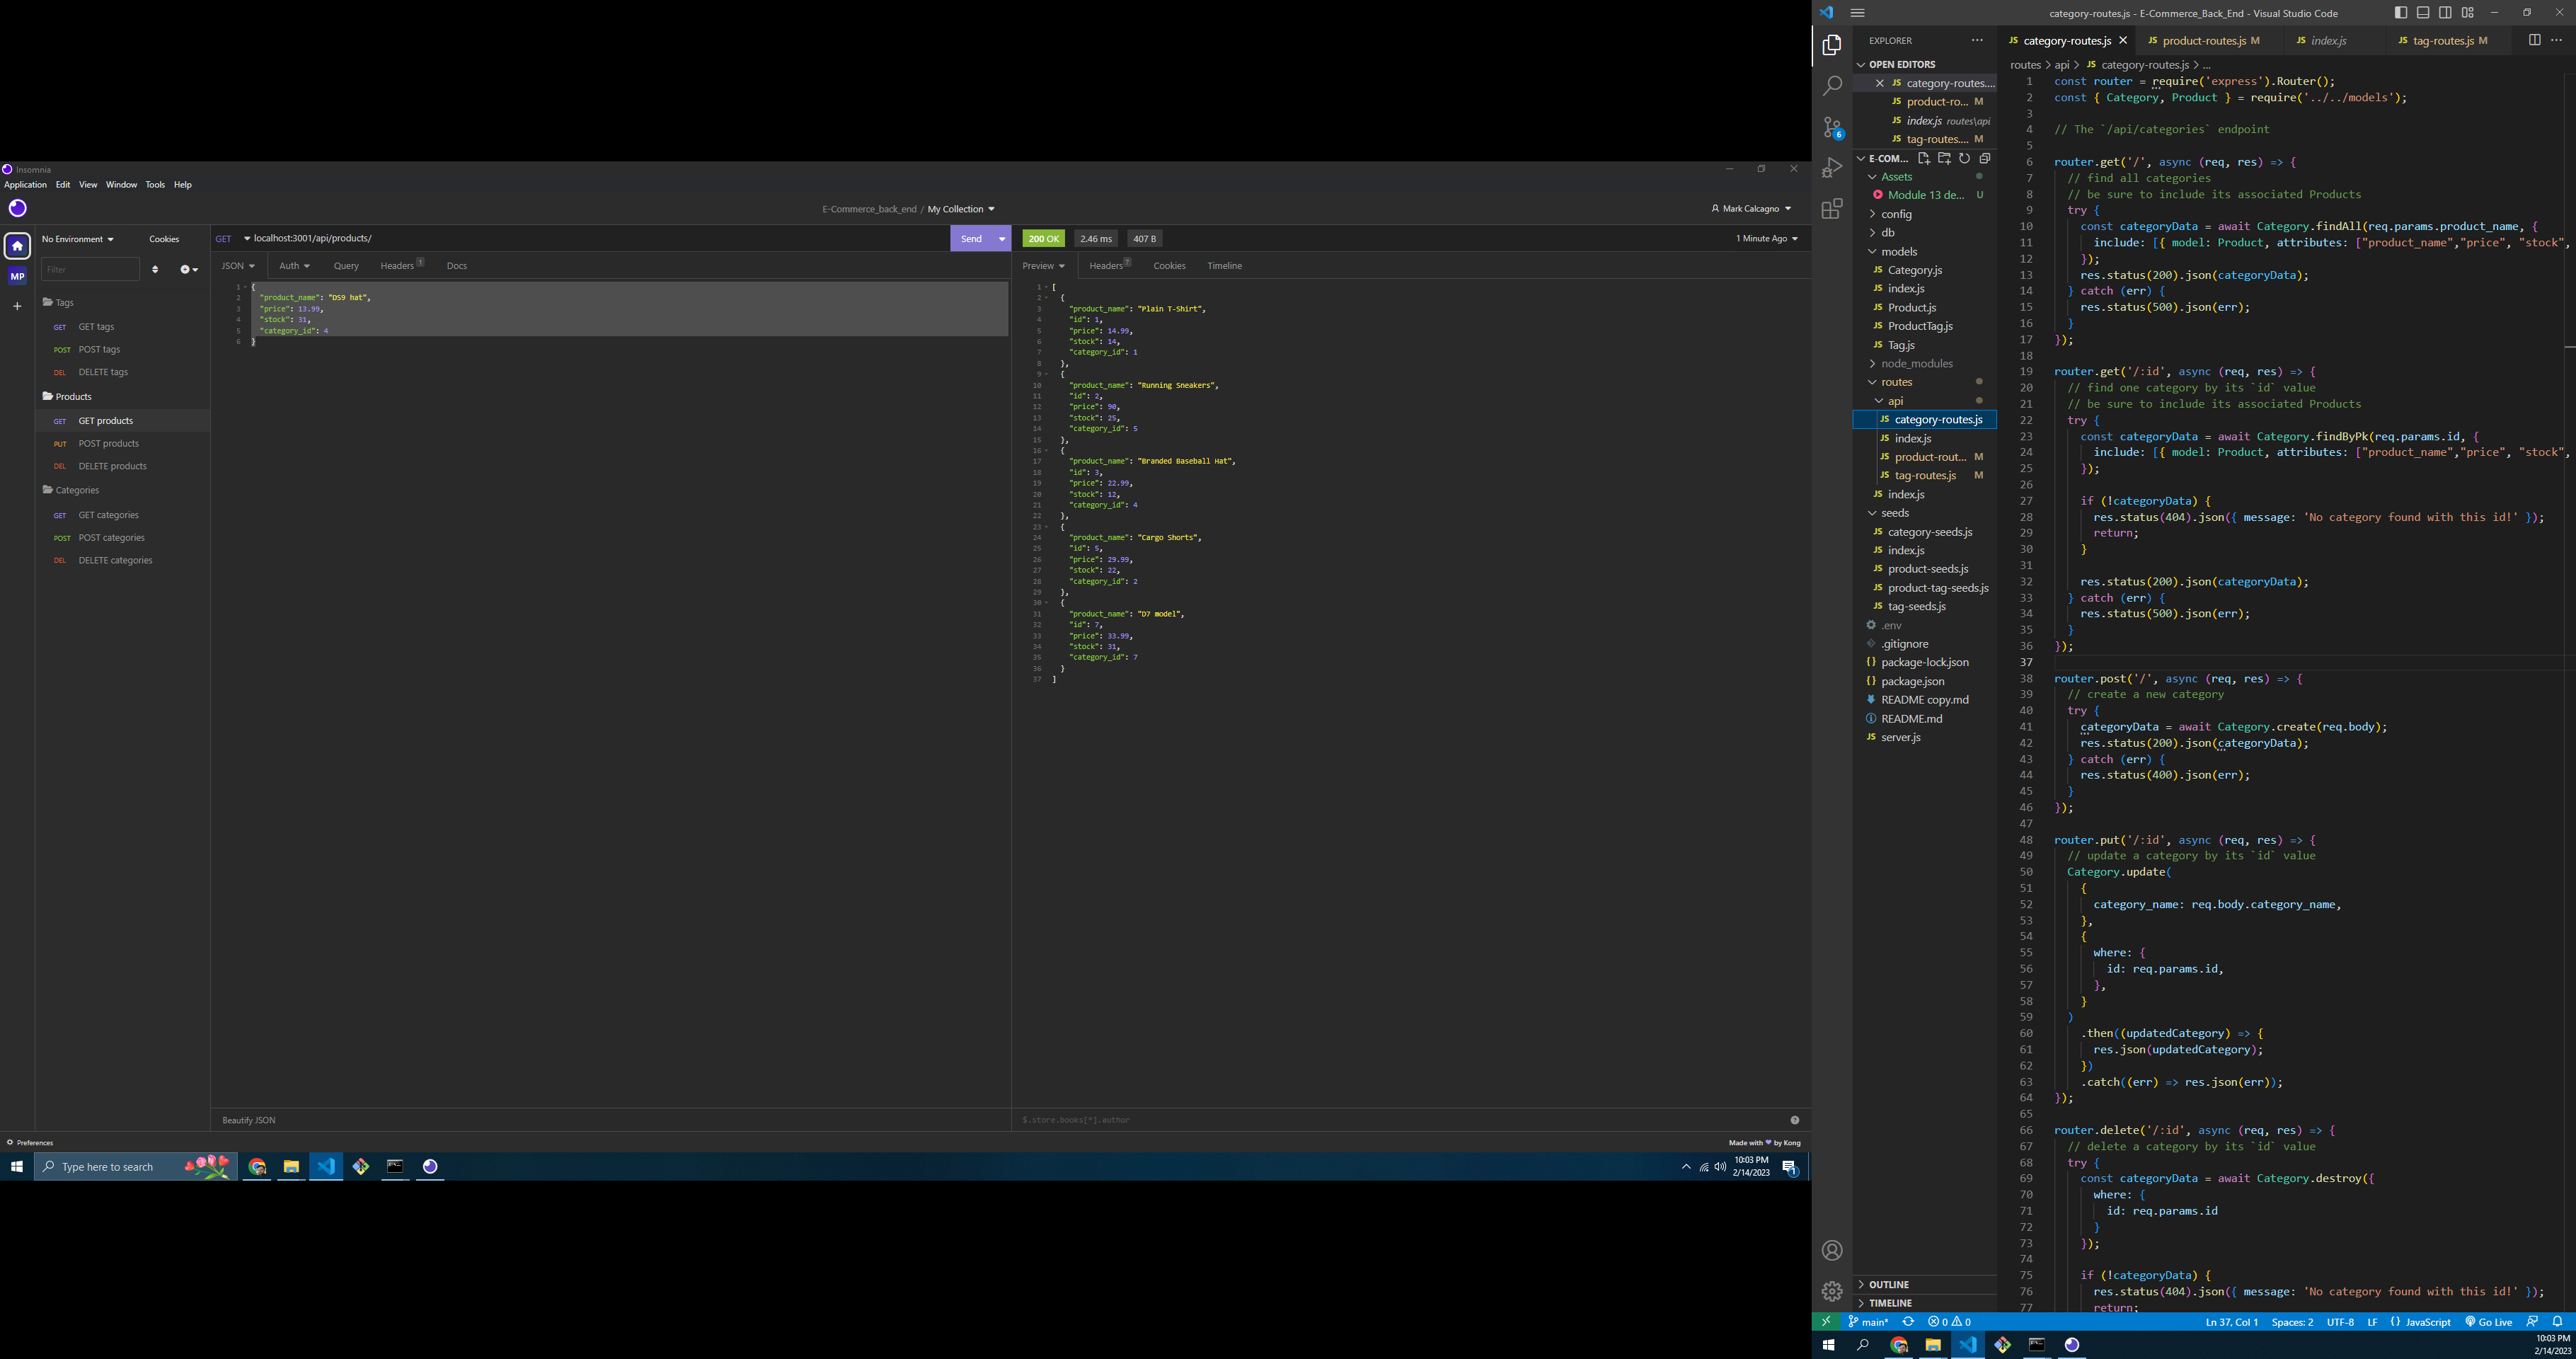 Insomnia
Application Edit View Window Tools Help
E-Commerce_back_end / My Collection
Mark Calcagno
No Environment
Cookies
GET localhost:3001/api/products/
Send
200 OK
2.46 ms
407 B
1 Minute Ago
MP
Filter
JSON Auth Query Headers 1 Docs
Preview Headers 7 Cookies Timeline
Tags
GET GET tags
POST POST tags
DEL DELETE tags
Products
GET GET products
PUT POST products
DEL DELETE products
Categories
GET GET categories
POST POST categories
DEL DELETE categories
1 {
2 "product_name": "DS9 hat",
3 "price": 13.99,
4 "stock": 31,
5 "category_id": 4
6 }
1 [
2 {
3 "product_name": "Plain T-Shirt",
4 "id": 1,
5 "price": 14.99,
6 "stock": 14,
7 "category_id": 1
8 },
9 {
10 "product_name": "Running Sneakers",
11 "id": 2,
12 "price": 90,
13 "stock": 25,
14 "category_id": 5
15 },
16 {
17 "product_name": "Branded Baseball Hat",
18 "id": 3,
19 "price": 22.99,
20 "stock": 12,
21 "category_id": 4
22 },
23 {
24 "product_name": "Cargo Shorts",
25 "id": 5,
26 "price": 29.99,
27 "stock": 22,
28 "category_id": 2
29 },
30 {
31 "product_name": "D7 model",
32 "id": 7,
33 "price": 33.99,
34 "stock": 31,
35 "category_id": 7
36 }
37 ]
Beautify JSON
$.store.books[*].author
Preferences
Made with by Kong
Type here to search
10:03 PM
2/14/2023
1
category-routes.js - E-Commerce_Back_End - Visual Studio Code
EXPLORER
JS category-routes.js
JS product-routes.js M
JS index.js
JS tag-routes.js M
6
OPEN EDITORS
JS category-routes....
JS product-ro... M
JS index.js routes\api
JS tag-routes.... M
E-COM...
Assets
Module 13 de... U
config
db
models
JS Category.js
JS index.js
JS Product.js
JS ProductTag.js
JS Tag.js
node_modules
routes
api
JS category-routes.js
JS index.js
JS product-rout... M
JS tag-routes.js M
JS index.js
seeds
JS category-seeds.js
JS index.js
JS product-seeds.js
JS product-tag-seeds.js
JS tag-seeds.js
.env
.gitignore
{} package-lock.json
{} package.json
README copy.md
README.md
JS server.js
OUTLINE
TIMELINE
routes > api > JS category-routes.js > ...
1 const router = require('express').Router();
2 const { Category, Product } = require('../../models');
3
4 // The `/api/categories` endpoint
5
6 router.get('/', async (req, res) => {
7 // find all categories
8 // be sure to include its associated Products
9 try {
10 const categoryData = await Category.findAll(req.params.product_name, {
11 include: [{ model: Product, attributes: ["product_name","price", "stock",
12 });
13 res.status(200).json(categoryData);
14 } catch (err) {
15 res.status(500).json(err);
16 }
17 });
18
19 router.get('/:id', async (req, res) => {
20 // find one category by its `id` value
21 // be sure to include its associated Products
22 try {
23 const categoryData = await Category.findByPk(req.params.id, {
24 include: [{ model: Product, attributes: ["product_name","price", "stock",
25 });
26
27 if (!categoryData) {
28 res.status(404).json({ message: 'No category found with this id!' });
29 return;
30 }
31
32 res.status(200).json(categoryData);
33 } catch (err) {
34 res.status(500).json(err);
35 }
36 });
37
38 router.post('/', async (req, res) => {
39 // create a new category
40 try {
41 categoryData = await Category.create(req.body);
42 res.status(200).json(categoryData);
43 } catch (err) {
44 res.status(400).json(err);
45 }
46 });
47
48 router.put('/:id', async (req, res) => {
49 // update a category by its `id` value
50 Category.update(
51 {
52 category_name: req.body.category_name,
53 },
54 {
55 where: {
56 id: req.params.id,
57 },
58 }
59 )
60 .then((updatedCategory) => {
61 res.json(updatedCategory);
62 })
63 .catch((err) => res.json(err));
64 });
65
66 router.delete('/:id', async (req, res) => {
67 // delete a category by its `id` value
68 try {
69 const categoryData = await Category.destroy({
70 where: {
71 id: req.params.id
72 }
73 });
74
75 if (!categoryData) {
76 res.status(404).json({ message: 'No category found with this id!' });
77 return;
main* 0 0
Ln 37, Col 1 Spaces: 2 UTF-8 LF {} JavaScript Go Live
10:03 PM
2/14/2023